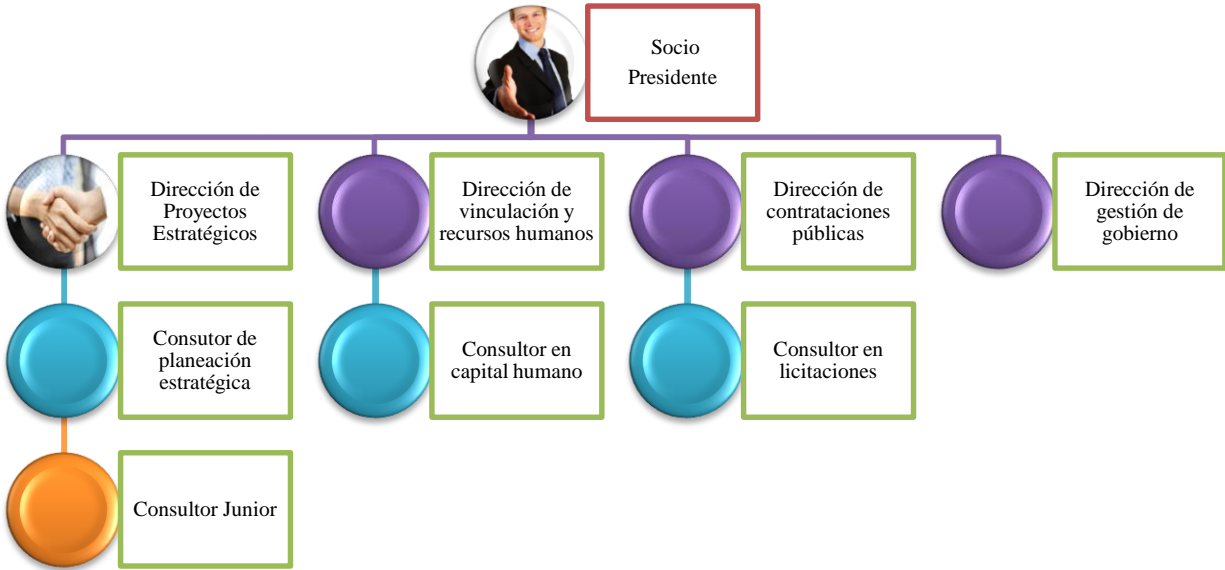 Socio
Presidente
Dirección de
Proyectos
Estratégicos
Dirección de
vinculación y
recursos humanos
Dirección de
contrataciones
públicas
Dirección de
gestión de
gobierno
Consutor de
planeación
estratégica
Consultor en
capital humano
Consultor en
licitaciones
Consultor Junior